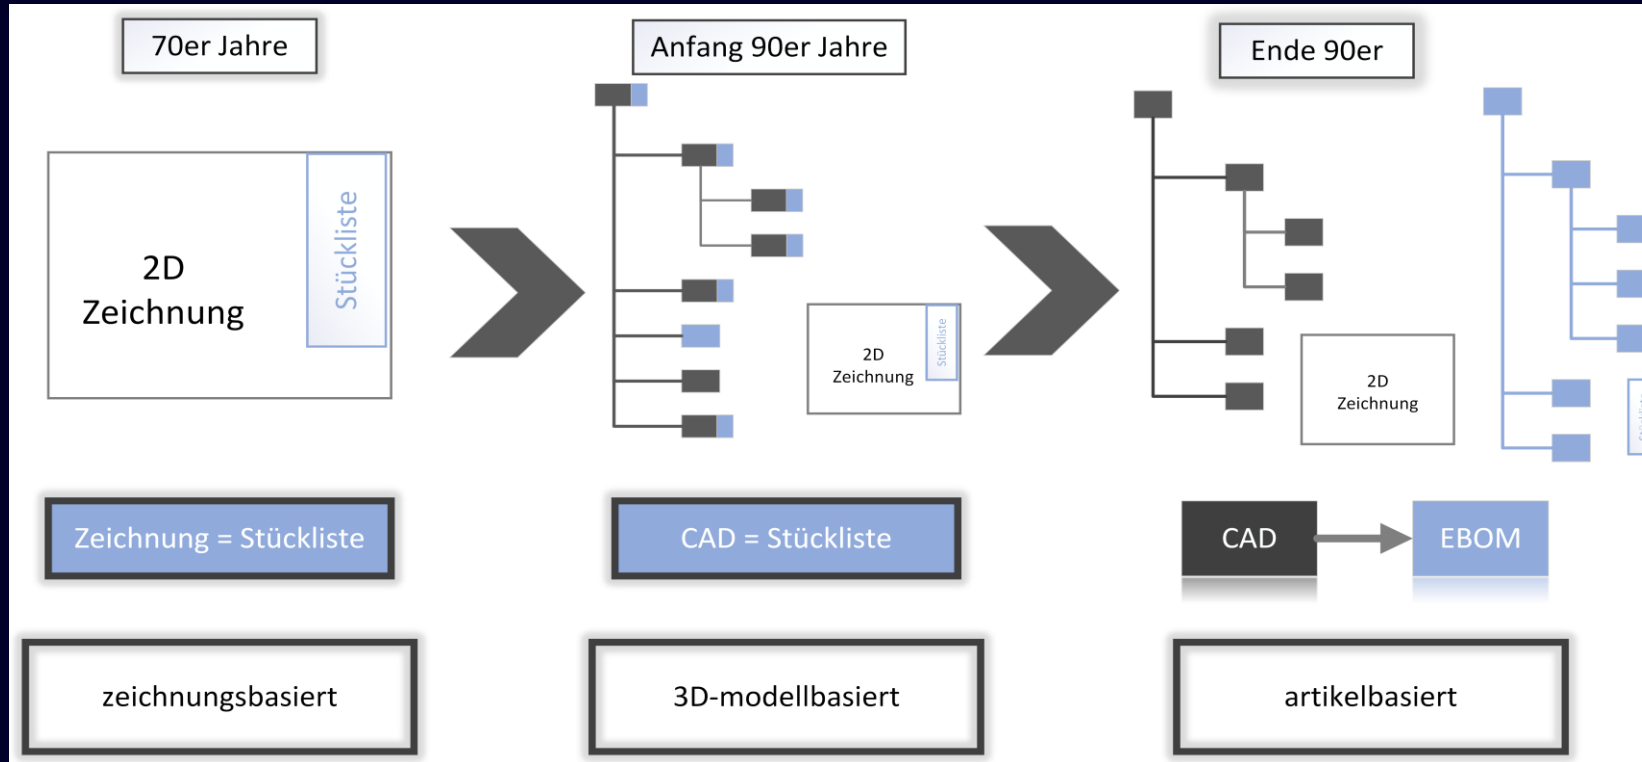 70er Jahre
Anfang 90er Jahre
Ende 90er
2D
Zeichnung
Stückliste
2D
Zeichnung
Stückliste
2D
Zeichnung
Zeichnung = Stückliste
CAD = Stückliste
CAD
EBOM
zeichnungsbasiert
3D-modellbasiert
artikelbasiert